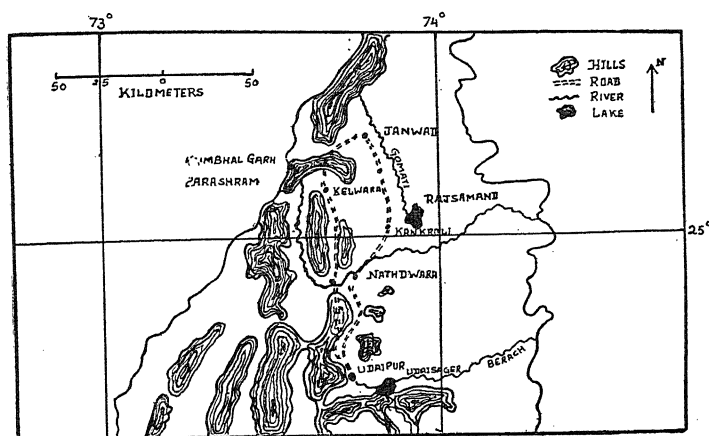 73°
74°
50 25 0 50
KILOMETERS
HILLS
ROAD
RIVER
LAKE
N
JANWAD
GOMATI
KELWARA
RAJSAMAND
25°
KANKROLI
NATHDWARA
UDAIPUR
UDAISAGER
BERACH
GARH